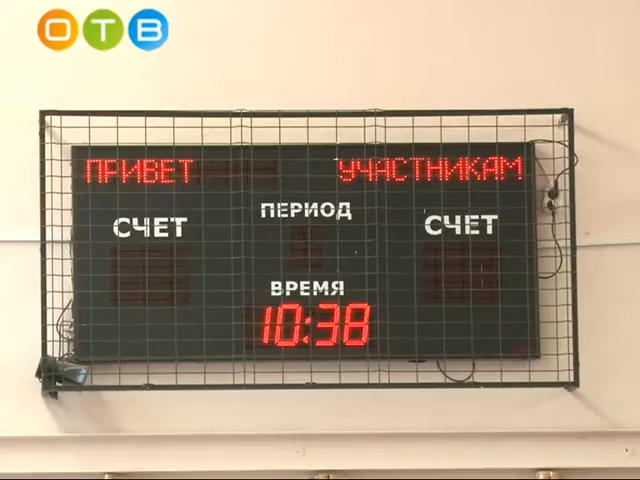 ОТВ
ПРИВЕТ УЧАСТНИКАМ
ПЕРИОД
СЧЕТ СЧЕТ
ВРЕМЯ
10:38